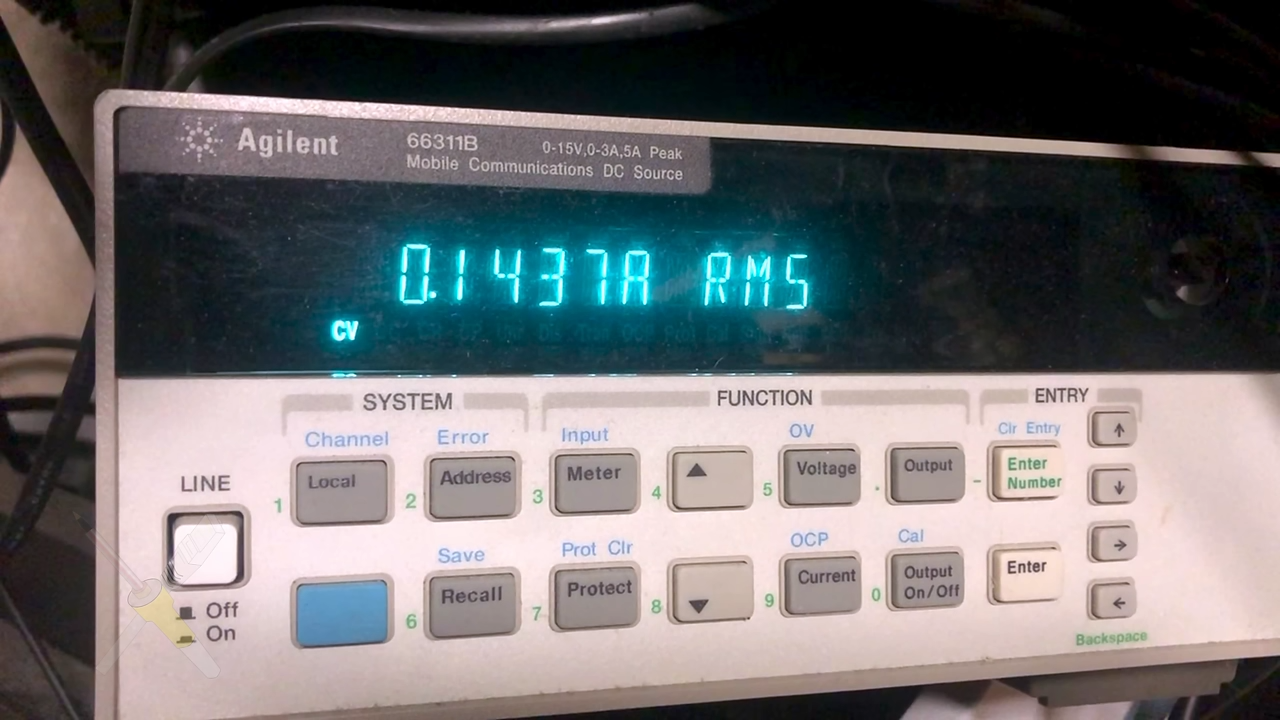 Agilent
66311B 0-15V,0-3A,5A Peak
Mobile Communications DC Source
0.1437A RMS
CV
SYSTEM FUNCTION ENTRY
Channel Error Input OV Clr Entry
LINE
1 Local 2 Address 3 Meter 4 ▲ 5 Voltage . Output - Enter Number ↑
↓
Save Prot Clr OCP Cal
→
6 Recall 7 Protect 8 ▼ 9 Current 0 Output On/Off Enter
←
Off
On
Backspace